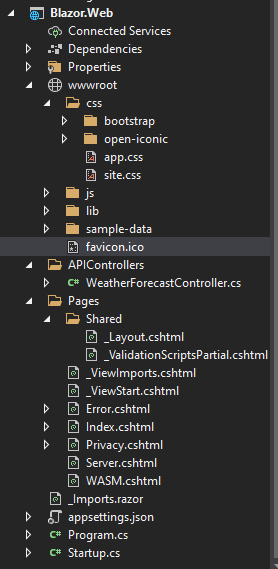 Blazor.Web
Connected Services
Dependencies
Properties
wwwroot
css
bootstrap
open-iconic
app.css
site.css
js
lib
sample-data
favicon.ico
APIControllers
C# WeatherForecastController.cs
Pages
Shared
_Layout.cshtml
_ValidationScriptsPartial.cshtml
_ViewImports.cshtml
_ViewStart.cshtml
Error.cshtml
Index.cshtml
Privacy.cshtml
Server.cshtml
WASM.cshtml
_Imports.razor
appsettings.json
C# Program.cs
C# Startup.cs